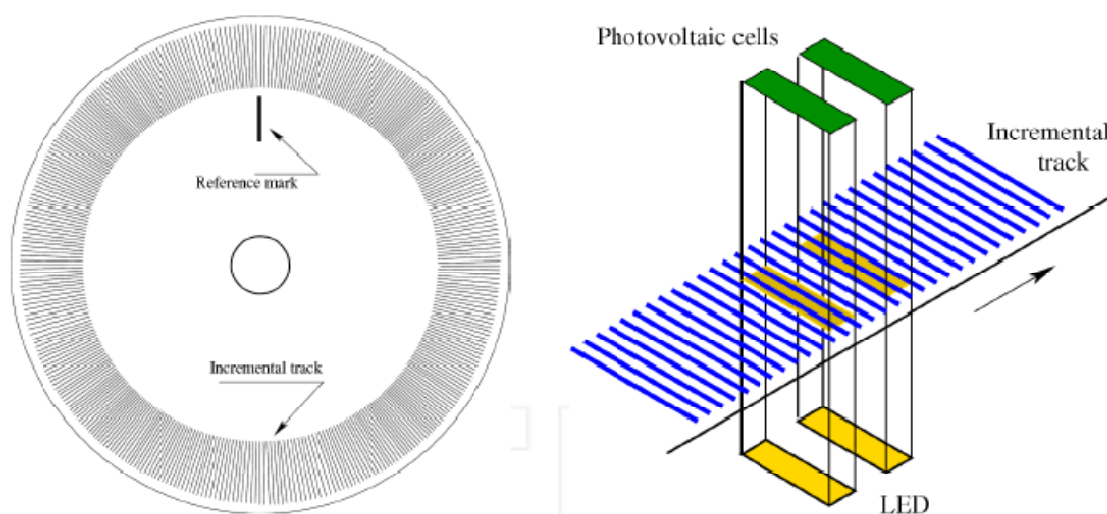 Reference mark
Incremental track
Photovoltaic cells
Incremental
track
LED